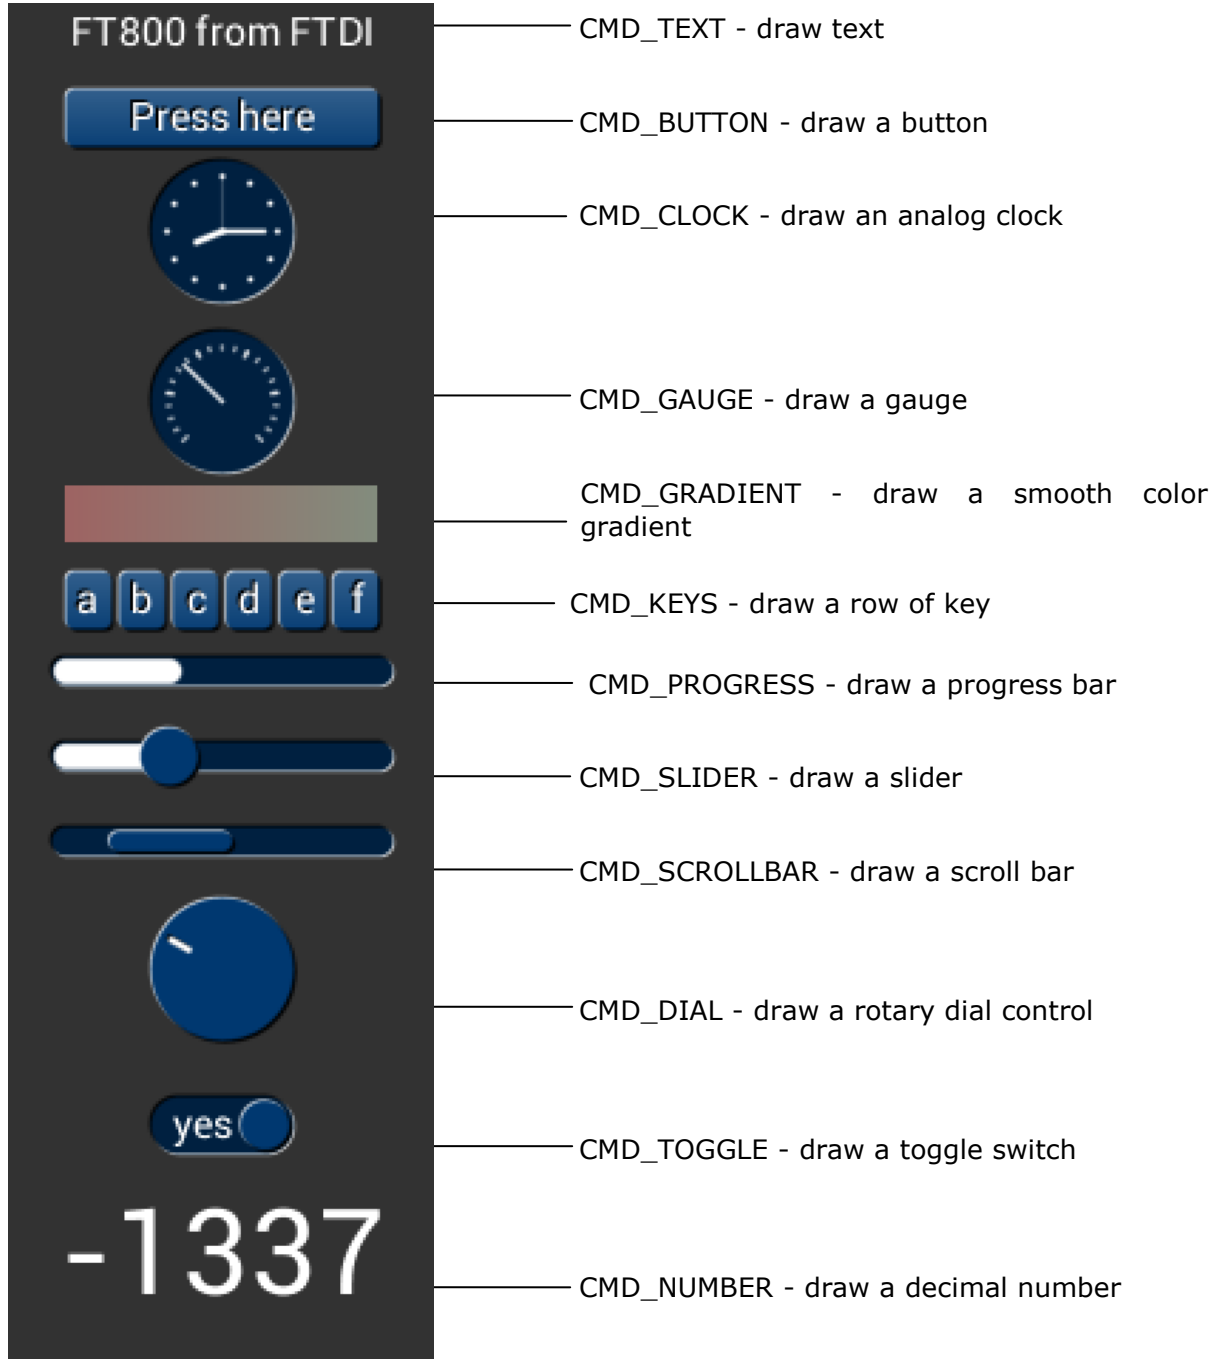 FT800 from FTDI
CMD_TEXT - draw text
Press here
CMD_BUTTON - draw a button
CMD_CLOCK - draw an analog clock
CMD_GAUGE - draw a gauge
CMD_GRADIENT - draw a smooth color
gradient
a b c d e f
CMD_KEYS - draw a row of key
CMD_PROGRESS - draw a progress bar
CMD_SLIDER - draw a slider
CMD_SCROLLBAR - draw a scroll bar
CMD_DIAL - draw a rotary dial control
yes
CMD_TOGGLE - draw a toggle switch
-1337
CMD_NUMBER - draw a decimal number